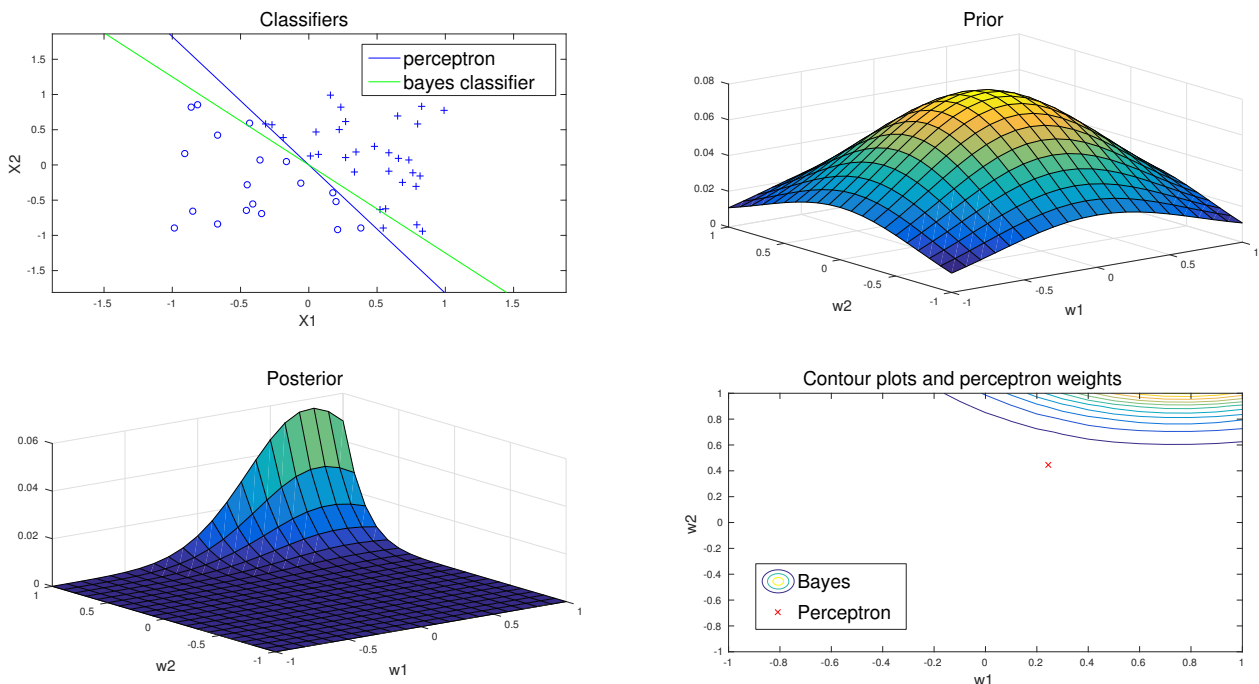 Classifiers
1.5
1
0.5
0
-0.5
-1
-1.5
X2
perceptron
bayes classifier
-1.5 -1 -0.5 0 0.5 1 1.5
X1
Prior
0.08
0.06
0.04
0.02
0
1
0.5
0
-0.5
-1
w2
-1
-0.5
0
0.5
1
w1
Posterior
0.06
0.04
0.02
0
1
0.5
0
-0.5
-1
w2
-1
-0.5
0
0.5
1
w1
Contour plots and perceptron weights
1
0.8
0.6
0.4
0.2
0
-0.2
-0.4
-0.6
-0.8
-1
w2
Bayes
Perceptron
-1 -0.8 -0.6 -0.4 -0.2 0 0.2 0.4 0.6 0.8 1
w1